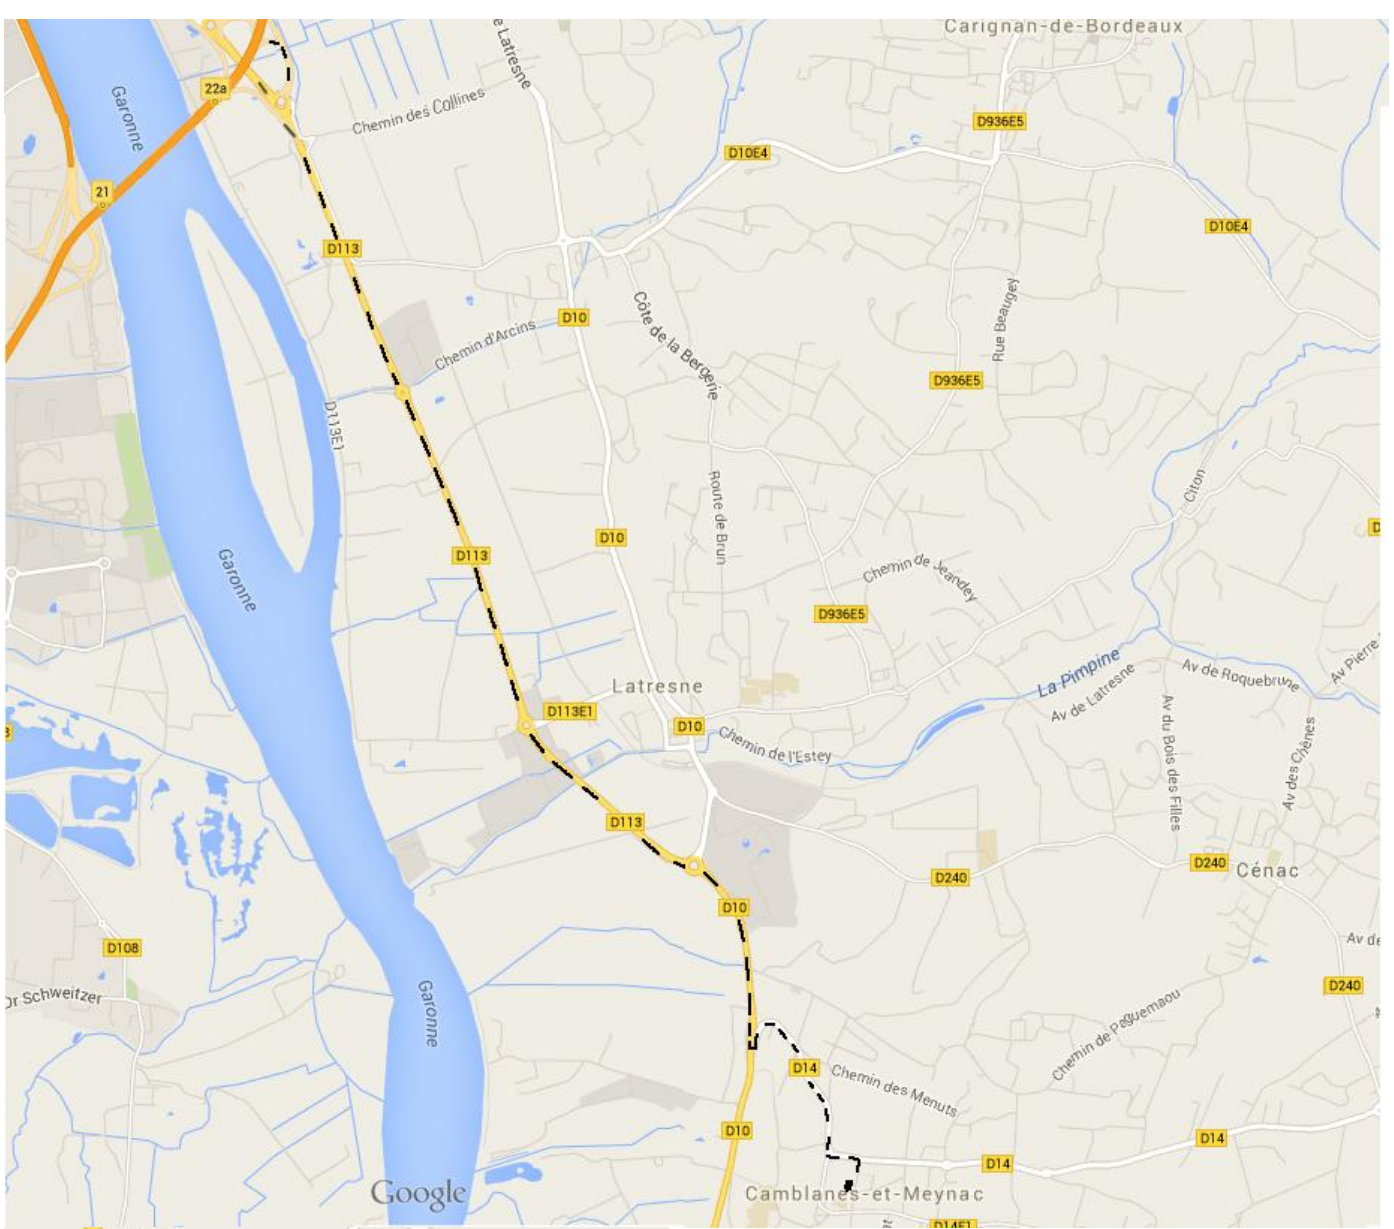 Carignan-de-Bordeaux
e Latresne
22a
Garonne
Chemin des Collines
D936E5
D10E4
21
D10E4
D113
Rue Beaugey
Côte de la Bergerie
D10
Chemin d'Arcins
D936E5
D113E1
Route de Brun
Citon
D10
D113
Garonne
Chemin de Jeandey
D936E5
La Pimpine
Av de Latresne
Av de Roquebrune
Av Pierre
Latresne
D113E1
D10
Chemin de l'Estey
Av du Bois des Filles
Av des Chênes
D113
D240
D240
Cénac
D10
D108
Av de
D240
Dr Schweitzer
Garonne
Chemin de Peguemaou
D14
Chemin des Menuts
D10
D14
D14
Google
Camblanes-et-Meynac
D14E1